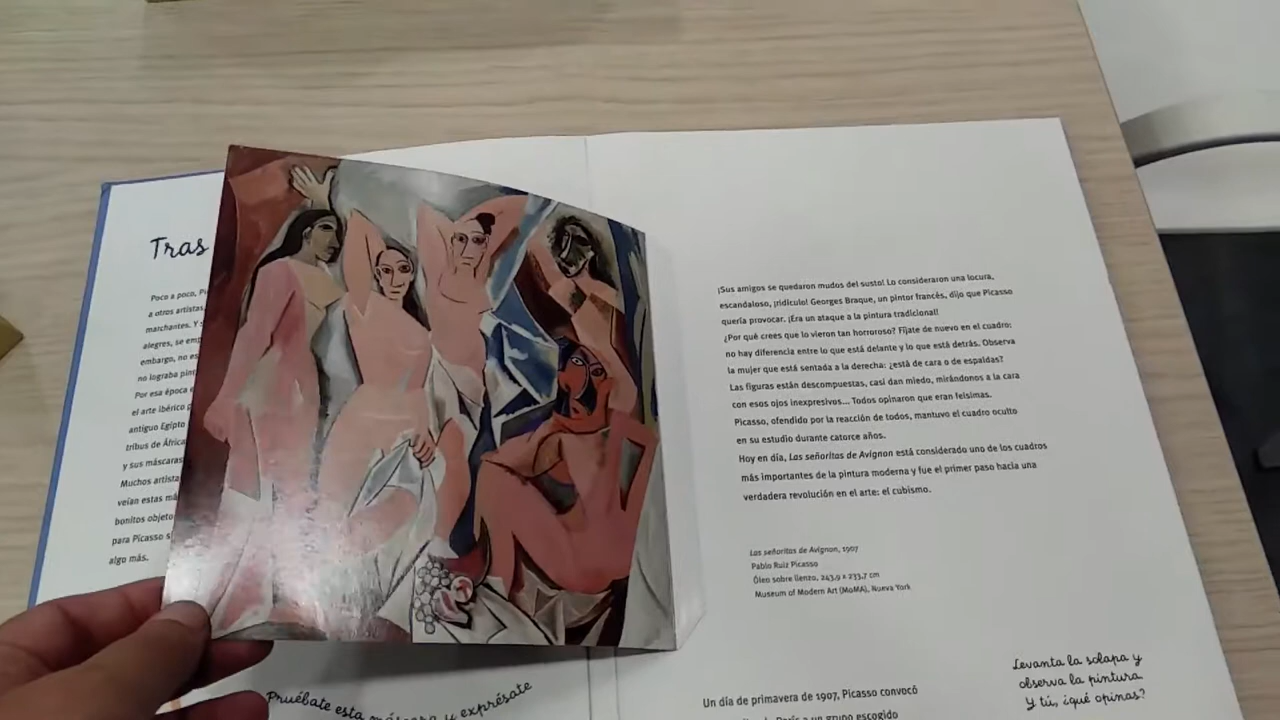 Tras
Poco a poco,
a otros artistas,
marchantes. Y
alegres, se
embargo, no
no lograba
Por esa época
el arte ibérico
antiguo Egipto
tribus de África
y sus máscaras
Muchos
veían estas
bonitos
para Picasso
algo más.
Pruébate esta máscara y exprésate
¡Sus amigos se quedaron mudos del susto! Lo consideraron una locura,
escandaloso, ¡ridículo! Georges Braque, un pintor francés, dijo que Picasso
quería provocar. ¡Era un ataque a la pintura tradicional!
¿Por qué crees que lo vieron tan horroroso? Fíjate de nuevo en el cuadro:
no hay diferencia entre lo que está delante y lo que está detrás. Observa
la mujer que está sentada a la derecha: ¿está de cara o de espaldas?
Las figuras están descompuestas, casi dan miedo, mirándonos a la cara
con esos ojos inexpresivos... Todos opinaron que eran feísimas.
Picasso, ofendido por la reacción de todos, mantuvo el cuadro oculto
en su estudio durante catorce años.
Hoy en día, Las señoritas de Avignon está considerado uno de los cuadros
más importantes de la pintura moderna y fue el primer paso hacia una
verdadera revolución en el arte: el cubismo.
Las señoritas de Avignon, 1907
Pablo Ruiz Picasso
Óleo sobre lienzo, 243,9 x 233,7 cm
Museum of Modern Art (MoMA), Nueva York
Levanta la solapa y
observa la pintura.
Y tú, ¿qué opinas?
Un día de primavera de 1907, Picasso convocó
París a un grupo escogido